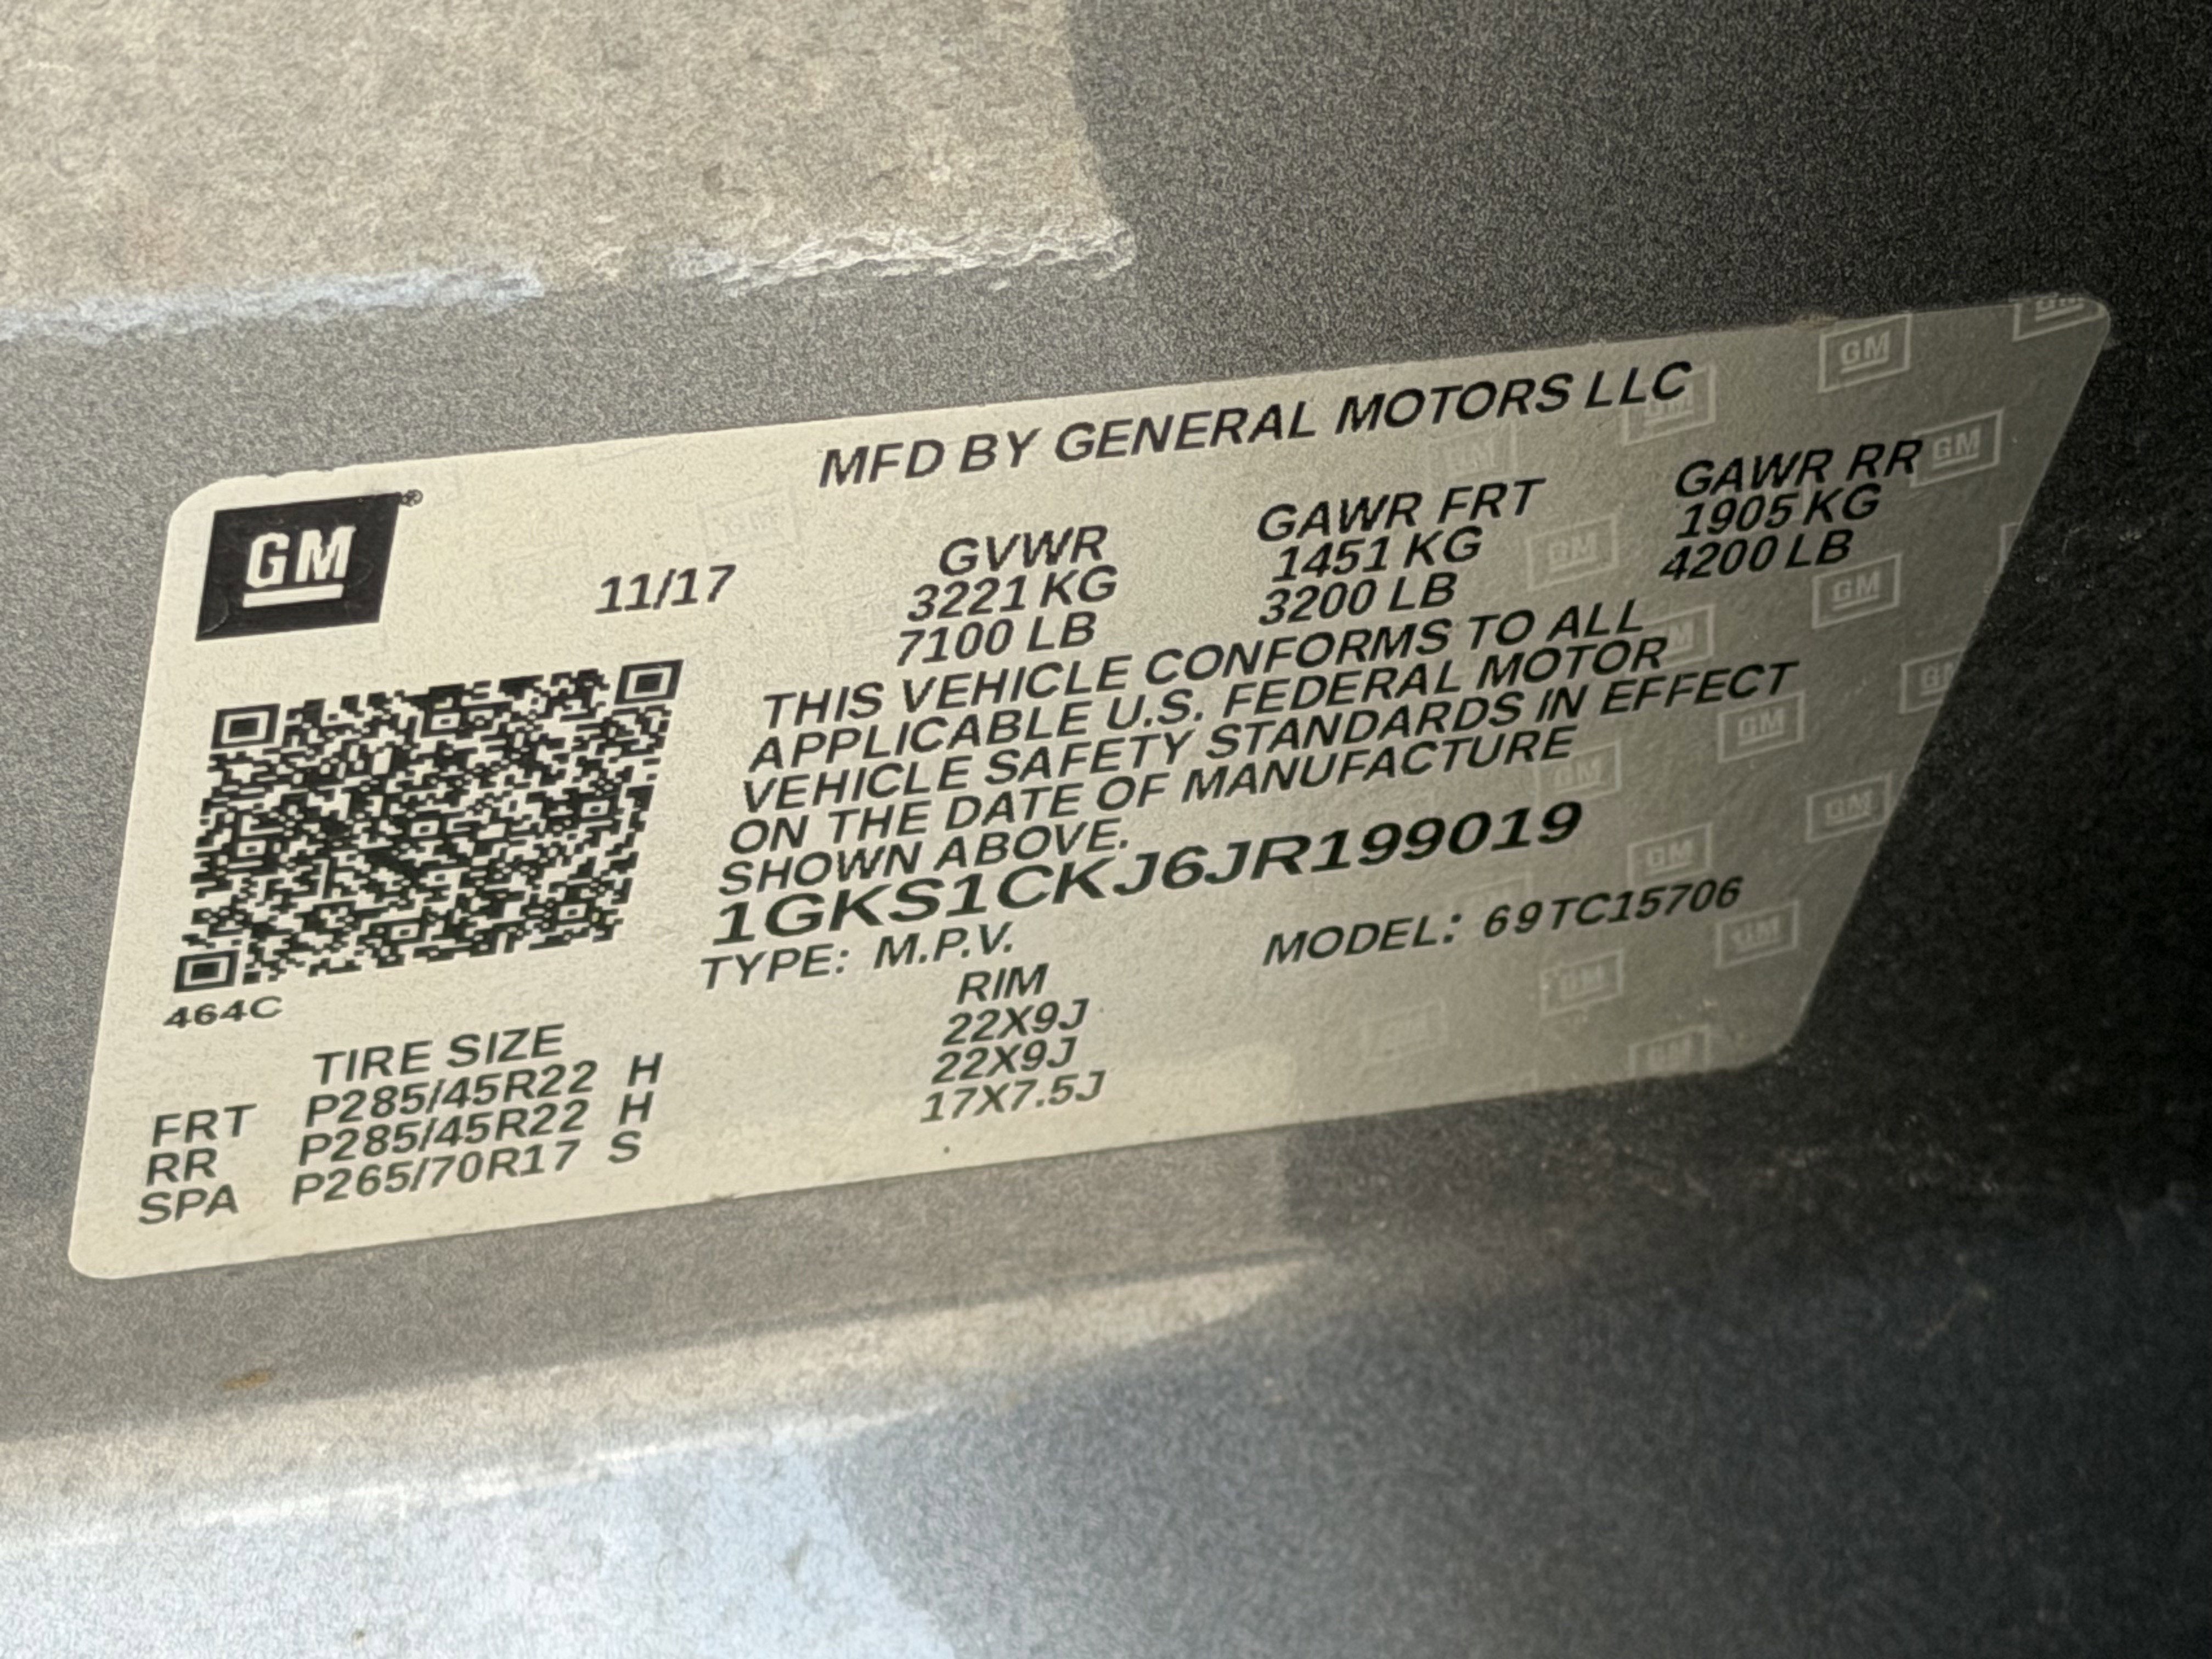 MFD BY GENERAL MOTORS LLC
GM®
11/17
GVWR
3221 KG
7100 LB
GAWR FRT
1451 KG
3200 LB
GAWR RR
1905 KG
4200 LB
THIS VEHICLE CONFORMS TO ALL
APPLICABLE U.S. FEDERAL MOTOR
VEHICLE SAFETY STANDARDS IN EFFECT
ON THE DATE OF MANUFACTURE
SHOWN ABOVE.
1GKS1CKJ6JR199019
TYPE: M.P.V.
MODEL: 69TC15706
464C
TIRE SIZE RIM
FRT P285/45R22 H 22X9J
RR P285/45R22 H 22X9J
SPA P265/70R17 S 17X7.5J